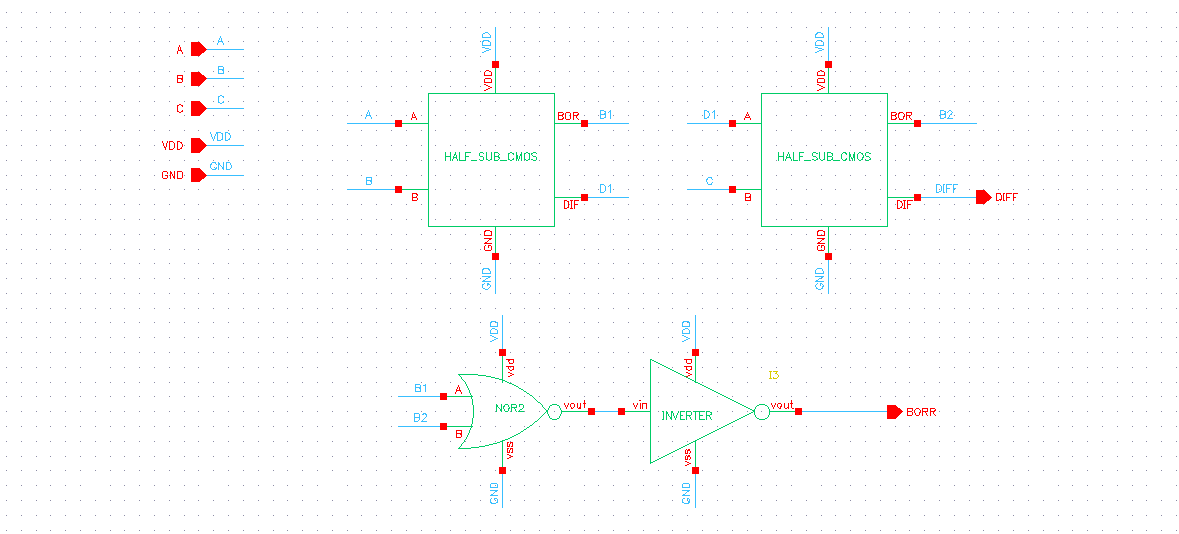 A A
B B
C C
VDD VDD
GND GND
VDD
VDD
A A
B B
HALF_SUB_CMOS
BOR B1
DIF D1
GND
GND
VDD
VDD
D1 A
C B
HALF_SUB_CMOS
BOR B2
DIF DIFF DIFF
GND
GND
VDD
vdd
B1 A
B2 B
NOR2
vout
vss
GND
VDD
vdd
I3
vin
INVERTER
vout
BORR
vss
GND